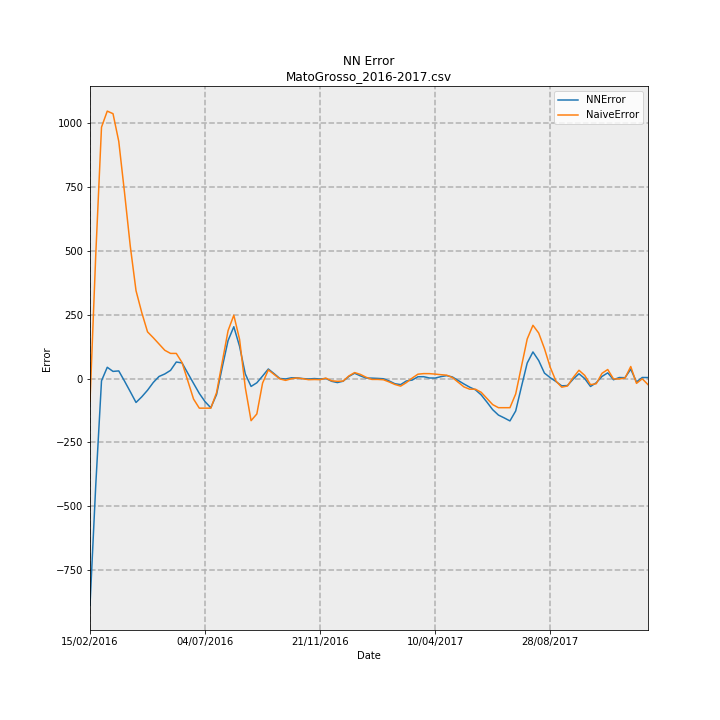 NN Error
MatoGrosso_2016-2017.csv
NNError
NaiveError
1000
750
500
250
0
−250
−500
−750
Error
15/02/2016
04/07/2016
21/11/2016
10/04/2017
28/08/2017
Date